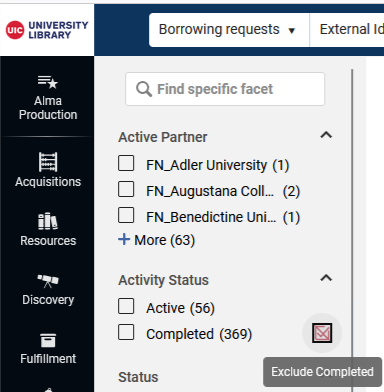 UIC UNIVERSITY
LIBRARY
Borrowing requests
External Id
Alma
Production
Acquisitions
Resources
Discovery
Fulfillment
Find specific facet
Active Partner
FN_Adler University (1)
FN_Augustana Coll... (2)
FN_Benedictine Uni... (1)
+ More (63)
Activity Status
Active (56)
Completed (369)
Exclude Completed
Status